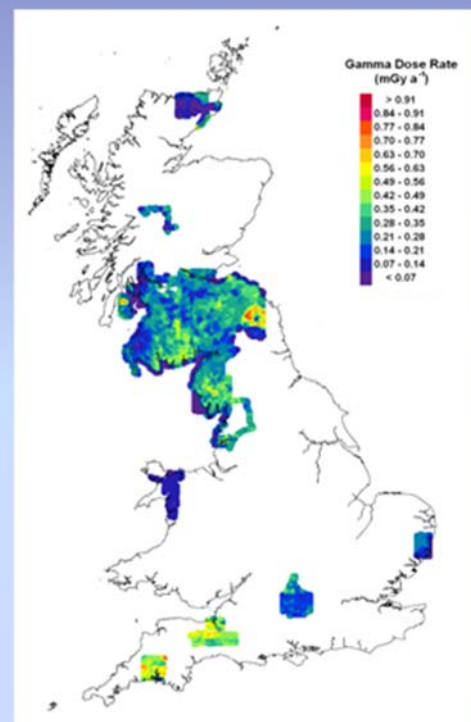 Gamma Dose Rate
(mGy a⁻¹)
> 0.91
0.84 - 0.91
0.77 - 0.84
0.70 - 0.77
0.63 - 0.70
0.56 - 0.63
0.49 - 0.56
0.42 - 0.49
0.35 - 0.42
0.28 - 0.35
0.21 - 0.28
0.14 - 0.21
0.07 - 0.14
< 0.07